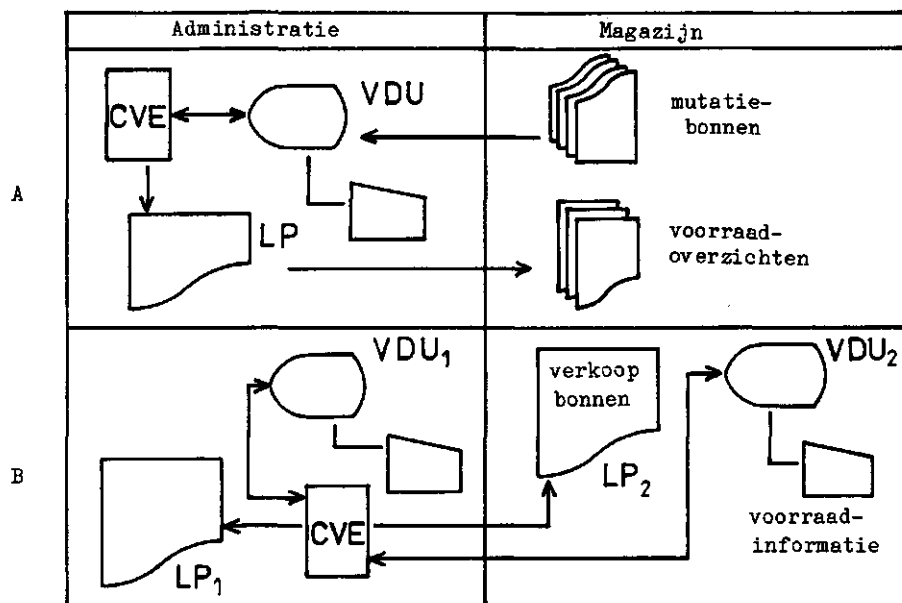 Administratie
Magazijn
A
CVE
VDU
mutatie-
bonnen
LP
voorraad-
overzichten
B
VDU₁
verkoop
bonnen
VDU₂
LP₂
CVE
LP₁
voorraad-
informatie